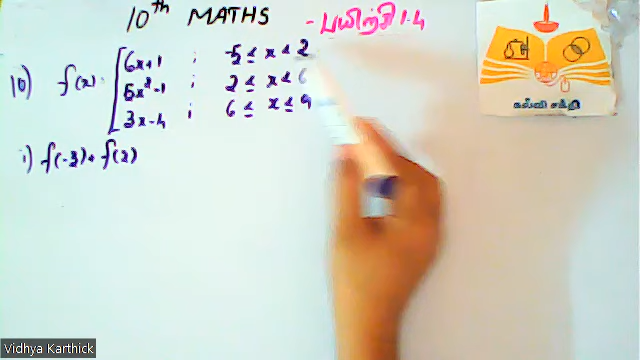 10th MATHS - பயிற்சி 1.4
10) f(x) = [ 6x+1 ; -5 ≤ x < 2
5x²-1 ; 2 ≤ x < 6
3x-4 ; 6 ≤ x ≤ 9
i) f(-3) + f(2)
கல்வி சக்தி
Vidhya Karthick